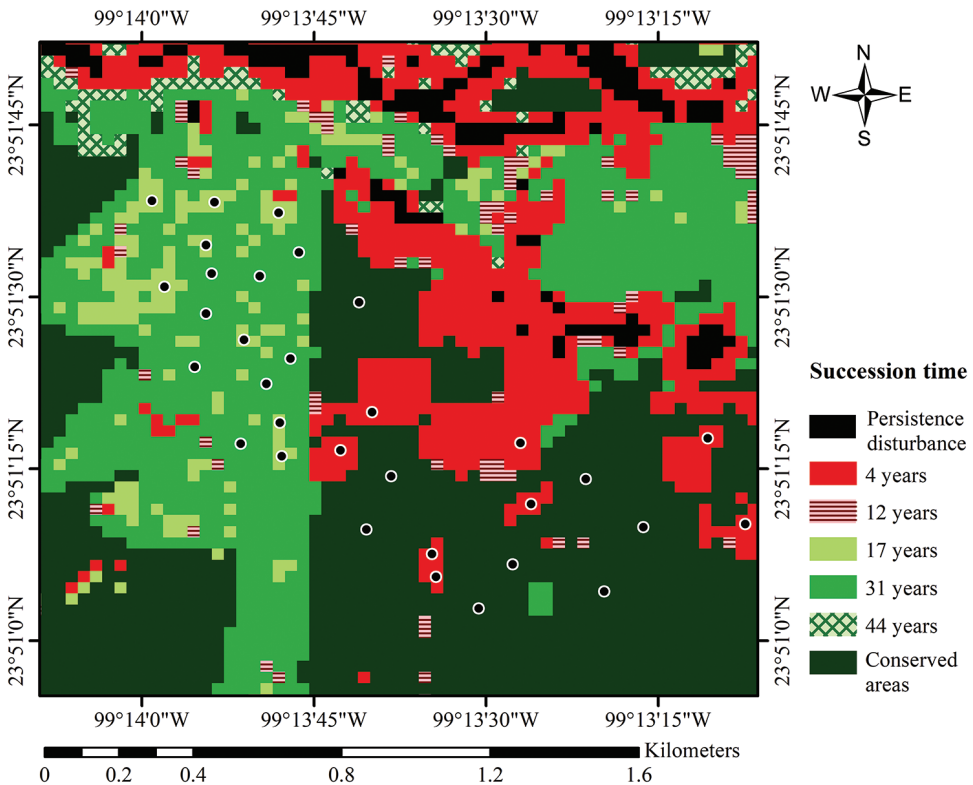 99°14'0"W 99°13'45"W 99°13'30"W 99°13'15"W
N
W E
S
23°51'45"N 23°51'45"N
23°51'30"N 23°51'30"N
23°51'15"N 23°51'15"N
23°51'0"N 23°51'0"N
Succession time
Persistence
disturbance
4 years
12 years
17 years
31 years
44 years
Conserved
areas
99°14'0"W 99°13'45"W 99°13'30"W 99°13'15"W
Kilometers
0 0.2 0.4 0.8 1.2 1.6